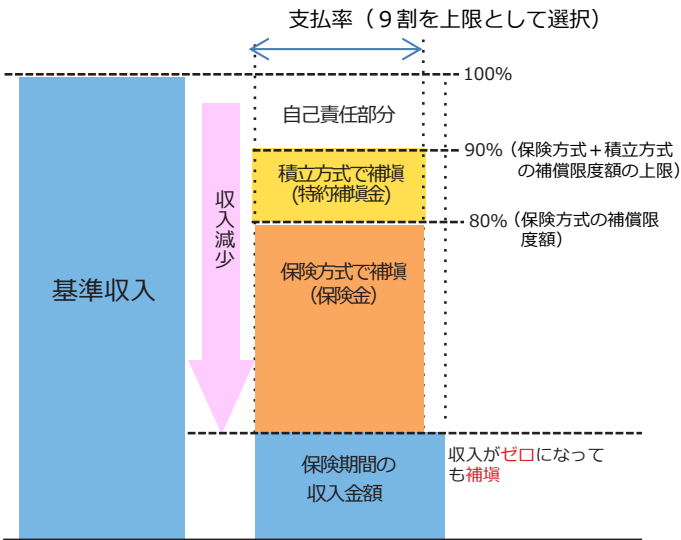 支払率（９割を上限として選択）
100%
自己責任部分
90%（保険方式＋積立方式
の補償限度額の上限）
積立方式で補塡
(特約補塡金)
収入減少
80%（保険方式の補償限
度額）
保険方式で補塡
（保険金）
基準収入
収入がゼロになって
も補塡
保険期間の
収入金額